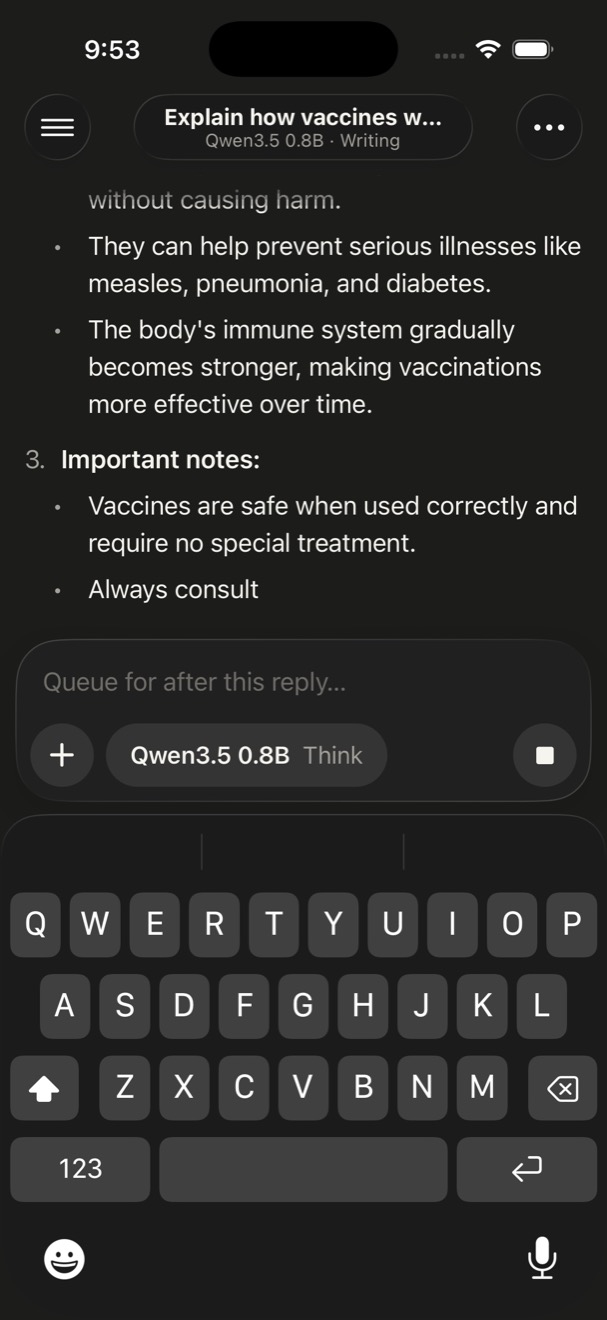 9:53
Explain how vaccines w...
Qwen3.5 0.8B · Writing
without causing harm.
• They can help prevent serious illnesses like
measles, pneumonia, and diabetes.
• The body's immune system gradually
becomes stronger, making vaccinations
more effective over time.
3. Important notes:
• Vaccines are safe when used correctly and
require no special treatment.
• Always consult
Queue for after this reply...
Qwen3.5 0.8B Think
Q W E R T Y U I O P
A S D F G H J K L
Z X C V B N M
123